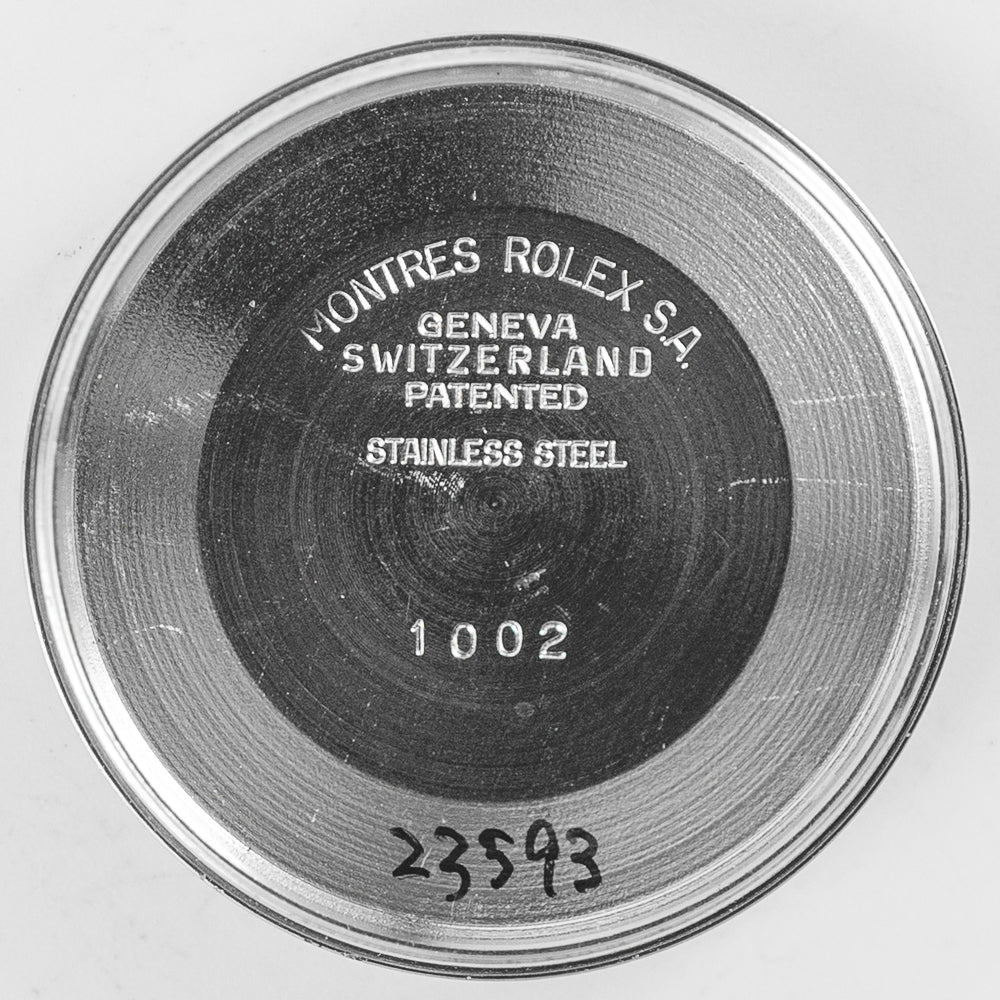 MONTRES ROLEX S.A.
GENEVA
SWITZERLAND
PATENTED
STAINLESS STEEL
1002
23593